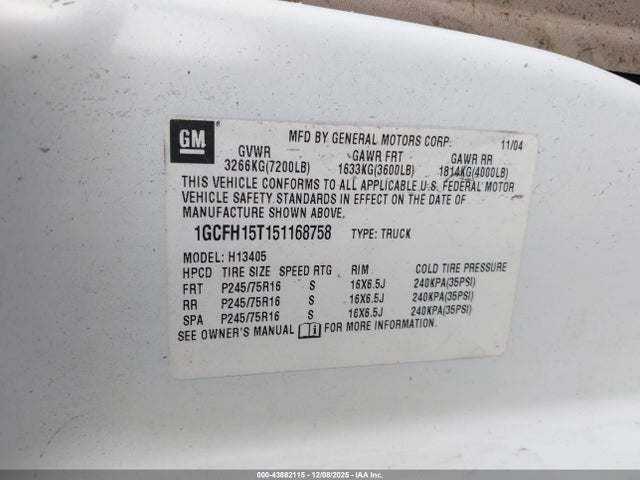 GM
MFD BY GENERAL MOTORS CORP. 11/04
GVWR GAWR FRT GAWR RR
3266KG(7200LB) 1633KG(3600LB) 1814KG(4000LB)
THIS VEHICLE CONFORMS TO ALL APPLICABLE U.S. FEDERAL MOTOR
VEHICLE SAFETY STANDARDS IN EFFECT ON THE DATE OF
MANUFACTURE SHOWN ABOVE.
1GCFH15T151168758 TYPE: TRUCK
MODEL: H13405
HPCD TIRE SIZE SPEED RTG RIM COLD TIRE PRESSURE
FRT P245/75R16 S 16X6.5J 240KPA(35PSI)
RR P245/75R16 S 16X6.5J 240KPA(35PSI)
SPA P245/75R16 S 16X6.5J 240KPA(35PSI)
SEE OWNER'S MANUAL FOR MORE INFORMATION.
000-43882115 - 12/08/2025 - IAA Inc.